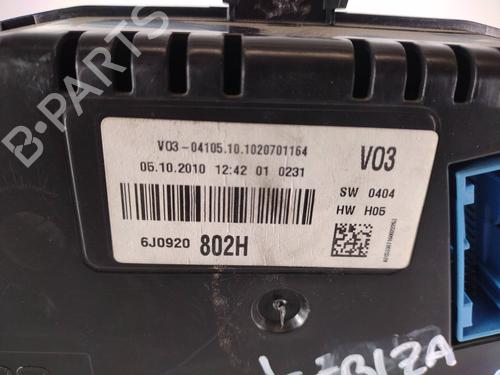 B-PARTS
V03-04105.10.1020701164
05.10.2010 12:42 01 0231
V03
SW 0404
HW H05
6J0920 802H
IBIZA